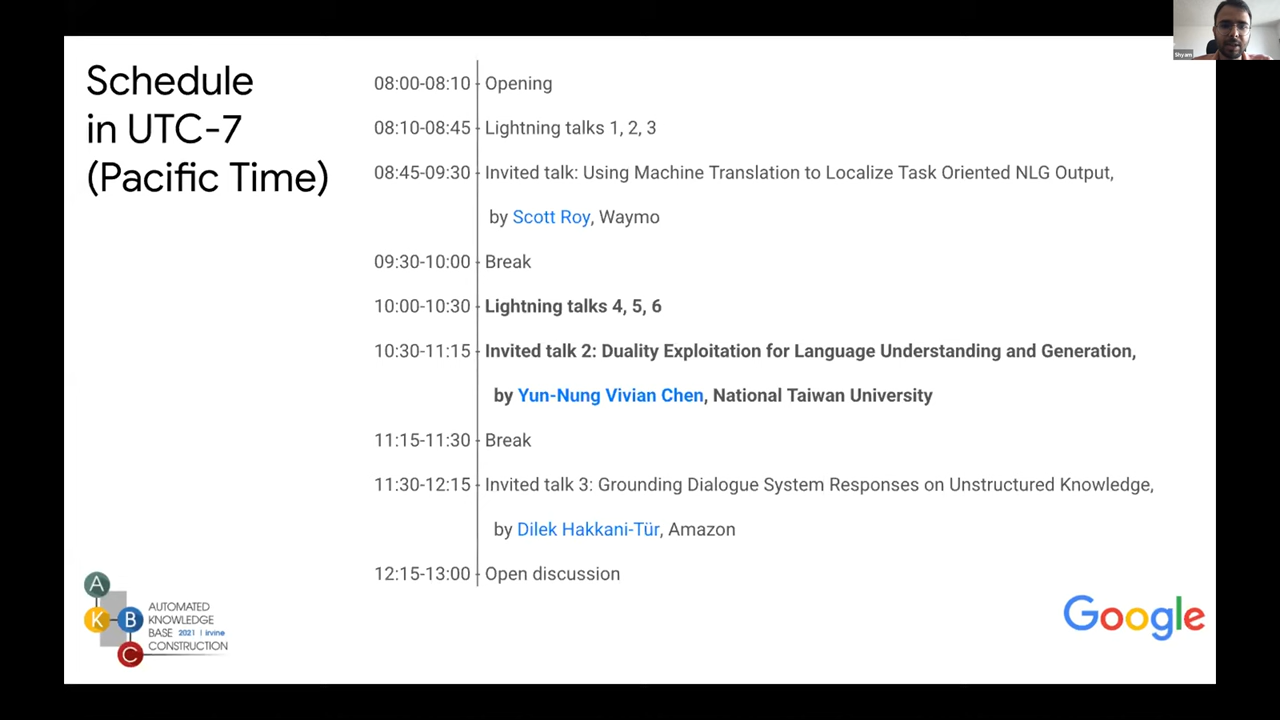 Shyam
Schedule
in UTC-7
(Pacific Time)
08:00-08:10 Opening
08:10-08:45 Lightning talks 1, 2, 3
08:45-09:30 Invited talk: Using Machine Translation to Localize Task Oriented NLG Output,
by Scott Roy, Waymo
09:30-10:00 Break
10:00-10:30 Lightning talks 4, 5, 6
10:30-11:15 Invited talk 2: Duality Exploitation for Language Understanding and Generation,
by Yun-Nung Vivian Chen, National Taiwan University
11:15-11:30 Break
11:30-12:15 Invited talk 3: Grounding Dialogue System Responses on Unstructured Knowledge,
by Dilek Hakkani-Tür, Amazon
12:15-13:00 Open discussion
A
K B
C
AUTOMATED
KNOWLEDGE
BASE 2021 | irvine
CONSTRUCTION
Google